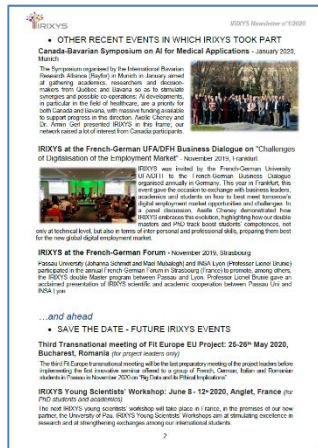 IRIXYS
IRIXYS Newsletter n°1/2020
• OTHER RECENT EVENTS IN WHICH IRIXYS TOOK PART
Canada-Bavarian Symposium on AI for Medical Applications - January 2020,
Munich
The Symposium organised by the International Bavarian
Research Alliance (Bayfor) in Munich in January aimed
at gathering academics, researchers and decision-
makers from Québec and Bavaria so as to stimulate
synergies and possible co-operations: AI developments,
in particular in the field of healthcare, are a priority for
both Canada and Bavaria, with massive funding available
to support progress in this direction. Axelle Cheney and
Dr. Armin Gerl presented IRIXYS in this frame; our
network raised a lot of interest from Canada participants.
IRIXYS at the French-German UFA/DFH Business Dialogue on "Challenges
of Digitalisation of the Employment Market" - November 2019, Frankfurt
IRIXYS was invited by the French-German University
UFA/DFH to the French-German Business Dialogue
organised annually in Germany. This year in Frankfurt, this
event gave the occasion to exchange with business leaders,
academics and students on how to best meet tomorrow's
digital employment market opportunities and challenges. In
a panel discussion, Axelle Cheney demonstrated how
IRIXYS embraces this evolution, highlighting how our double
masters and PhD track boost students' competences, not
only at technical level, but also in terms of inter personal and professional skills, preparing them best
for the new global digital employment market.
IRIXYS at the French-German Forum - November 2019, Strasbourg
Passau University (Johanna Schmidt and Mael Mubalogh) and INSA Lyon (Professor Lionel Brunie)
participated in the annual French-German Forum in Strasbourg (France) to promote, among others,
the IRIXYS double Master program between Passau and Lyon. Professor Lionel Brunie gave an
acclaimed presentation of IRIXYS scientific and academic cooperation between Passau Uni and
INSA Lyon.
...and ahead
• SAVE THE DATE - FUTURE IRIXYS EVENTS
Third Transnational meeting of Fit Europe EU Project: 25-26th May 2020,
Bucharest, Romania (for project leaders only)
The third Fit Europe transnational meeting will be the last preparatory meeting of the project leaders before
implementing the first innovative seminar offered to a group of French, German, Italian and Romanian
students in Passau in November 2020 on "Big Data and its Ethical Implications"
IRIXYS Young Scientists' Workshop: June 8 - 12th 2020, Anglet, France (for
PhD students and academics)
The next IRIXYS young scientists' workshop will take place in France, in the premises of our new
partner, the University of Pau. IRIXYS Young Scientists' Workshops aim at stimulating excellence in
research and at strengthening exchanges among our international students.
2